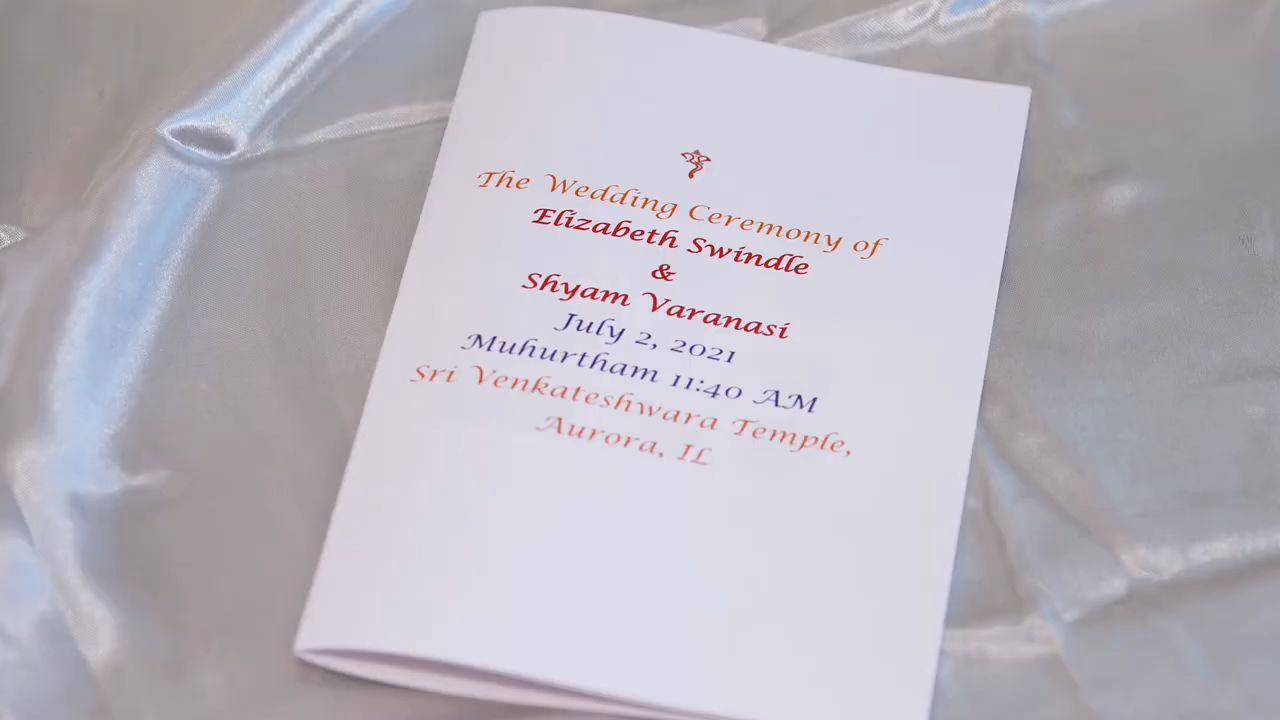 The Wedding Ceremony of
Elizabeth Swindle
&
Shyam Varanasi
July 2, 2021
Muhurtham 11:40 AM
Sri Venkateshwara Temple,
Aurora, IL